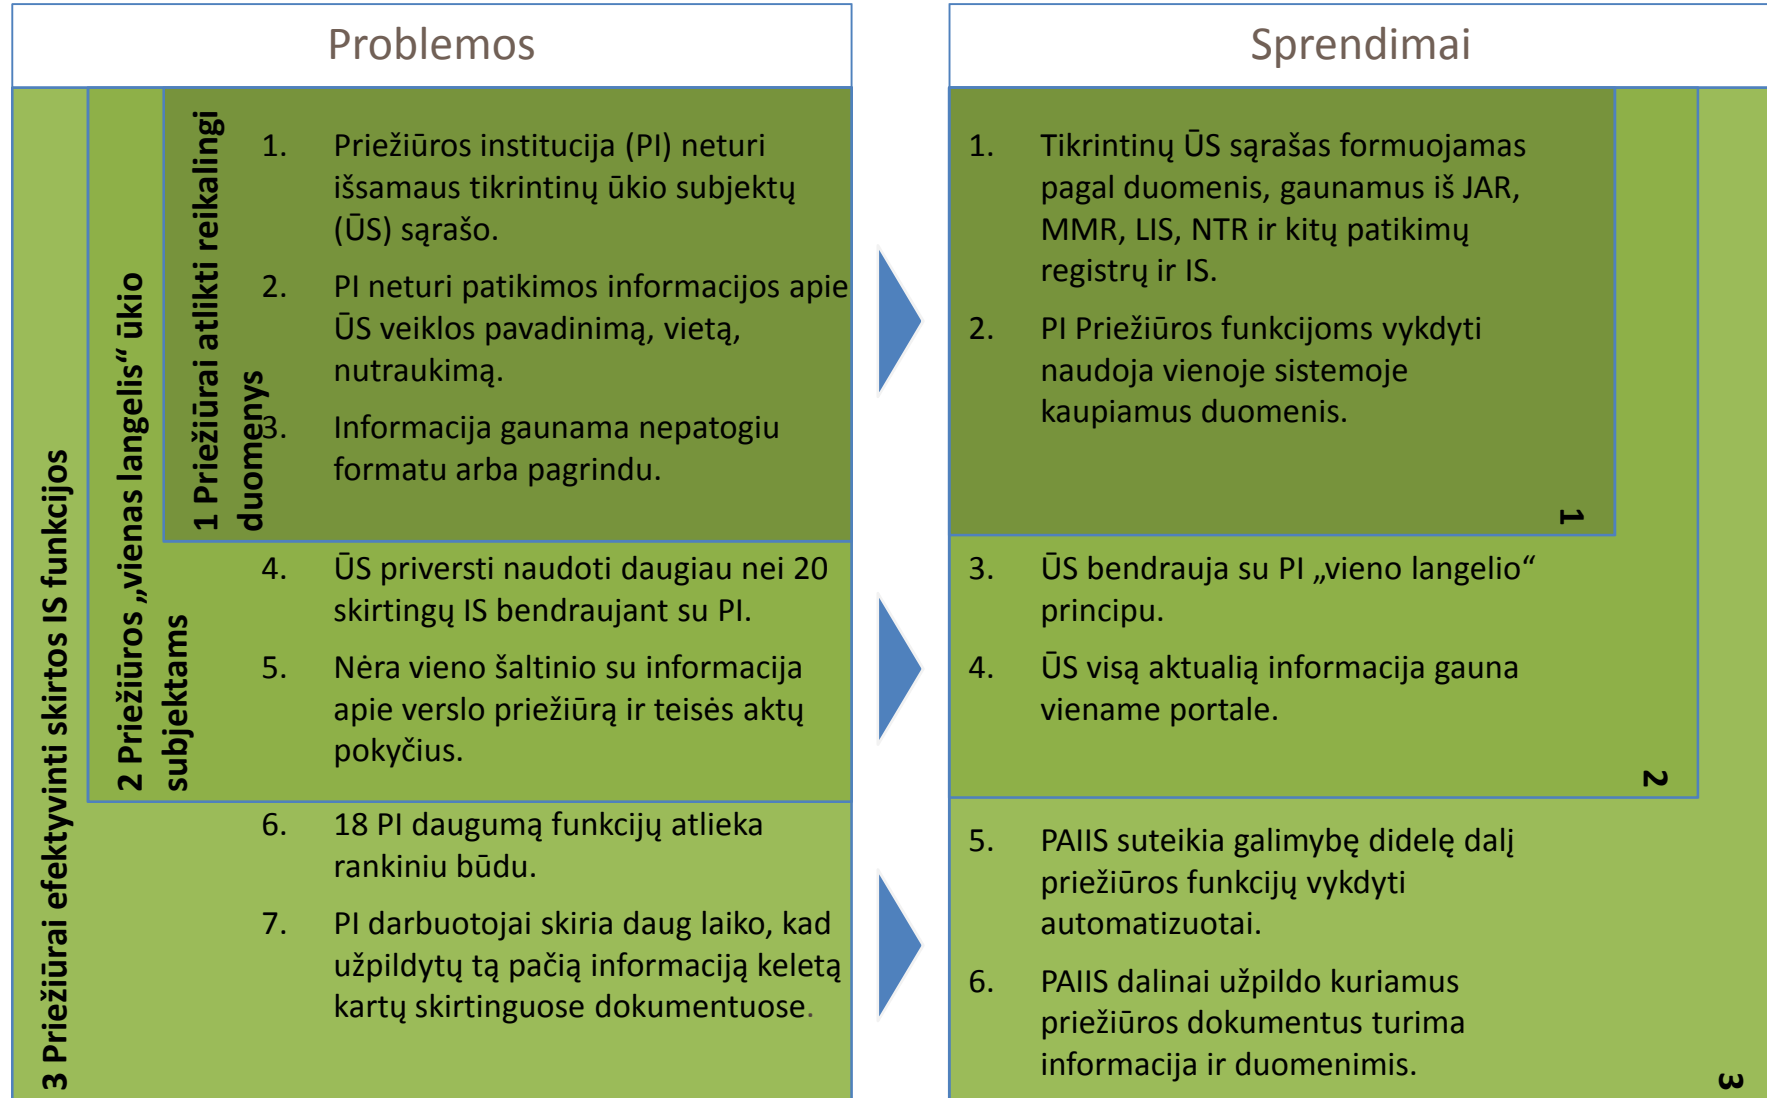 Problemos
3 Priežiūrai efektyvinti skirtos IS funkcijos
2 Priežiūros „vienas langelis“ ūkio
subjektams
1 Priežiūrai atlikti reikalingi
duomenys
1. Priežiūros institucija (PI) neturi
išsamaus tikrintinų ūkio subjektų
(ŪS) sąrašo.
2. PI neturi patikimos informacijos apie
ŪS veiklos pavadinimą, vietą,
nutraukimą.
3. Informacija gaunama nepatogiu
formatu arba pagrindu.
4. ŪS priversti naudoti daugiau nei 20
skirtingų IS bendraujant su PI.
5. Nėra vieno šaltinio su informacija
apie verslo priežiūrą ir teisės aktų
pokyčius.
6. 18 PI daugumą funkcijų atlieka
rankiniu būdu.
7. PI darbuotojai skiria daug laiko, kad
užpildytų tą pačią informaciją keletą
kartų skirtinguose dokumentuose.
Sprendimai
1. Tikrintinų ŪS sąrašas formuojamas
pagal duomenis, gaunamus iš JAR,
MMR, LIS, NTR ir kitų patikimų
registrų ir IS.
2. PI Priežiūros funkcijoms vykdyti
naudoja vienoje sistemoje
kaupiamus duomenis.
1
3. ŪS bendrauja su PI „vieno langelio“
principu.
4. ŪS visą aktualią informacija gauna
viename portale.
2
5. PAIIS suteikia galimybę didelę dalį
priežiūros funkcijų vykdyti
automatizuotai.
6. PAIIS dalinai užpildo kuriamus
priežiūros dokumentus turima
informacija ir duomenimis.
3